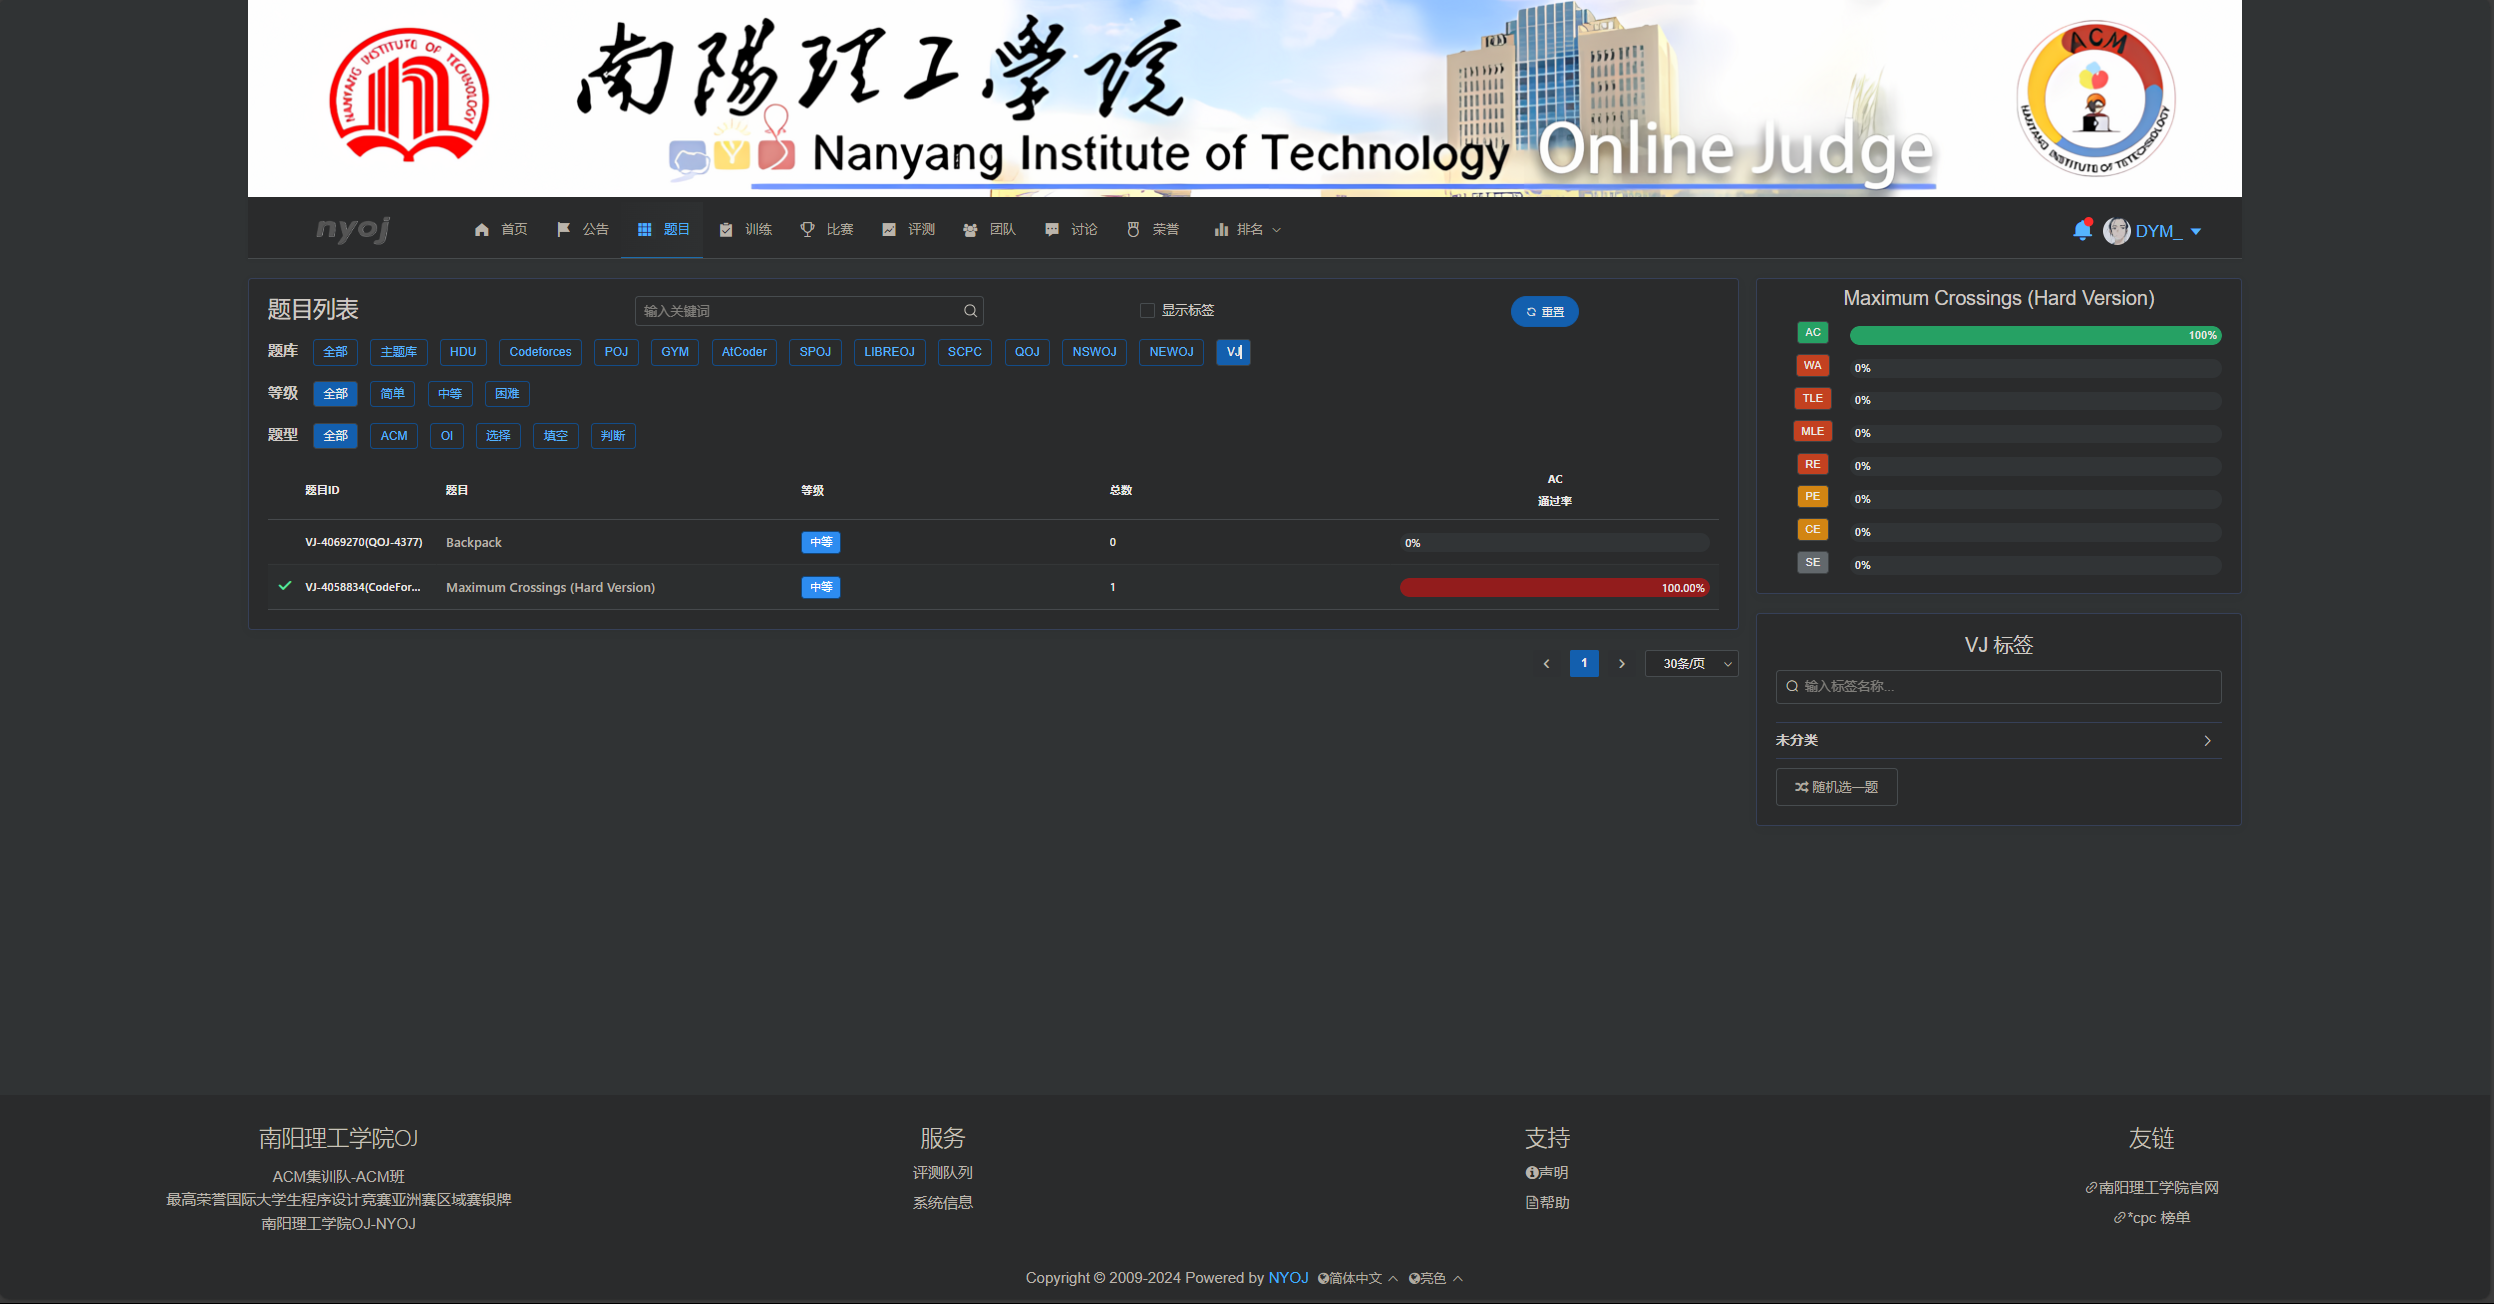 NANYANG INSTITUTE OF TECHNOLOGY
南陽理工學院
Nanyang Institute of Technology Online Judge
ACM
nyoj 首页 公告 题目 训练 比赛 评测 团队 讨论 荣誉 排名 DYM_
题目列表 输入关键词 显示标签 重置
题库 全部 主题库 HDU Codeforces POJ GYM AtCoder SPOJ LIBREOJ SCPC QOJ NSWOJ NEWOJ VJ
等级 全部 简单 中等 困难
题型 全部 ACM OI 选择 填空 判断
题目ID 题目 等级 总数 AC
通过率
VJ-4069270(QOJ-4377) Backpack 中等 0 0%
VJ-4058834(CodeFor... Maximum Crossings (Hard Version) 中等 1 100.00%
1 30条/页
Maximum Crossings (Hard Version)
AC 100%
WA 0%
TLE 0%
MLE 0%
RE 0%
PE 0%
CE 0%
SE 0%
VJ 标签
输入标签名称...
未分类
随机选一题
南阳理工学院OJ
ACM集训队-ACM班
最高荣誉国际大学生程序设计竞赛亚洲赛区域赛银牌
南阳理工学院OJ-NYOJ
服务
评测队列
系统信息
支持
声明
帮助
友链
南阳理工学院官网
*cpc 榜单
Copyright © 2009-2024 Powered by NYOJ 简体中文 亮色